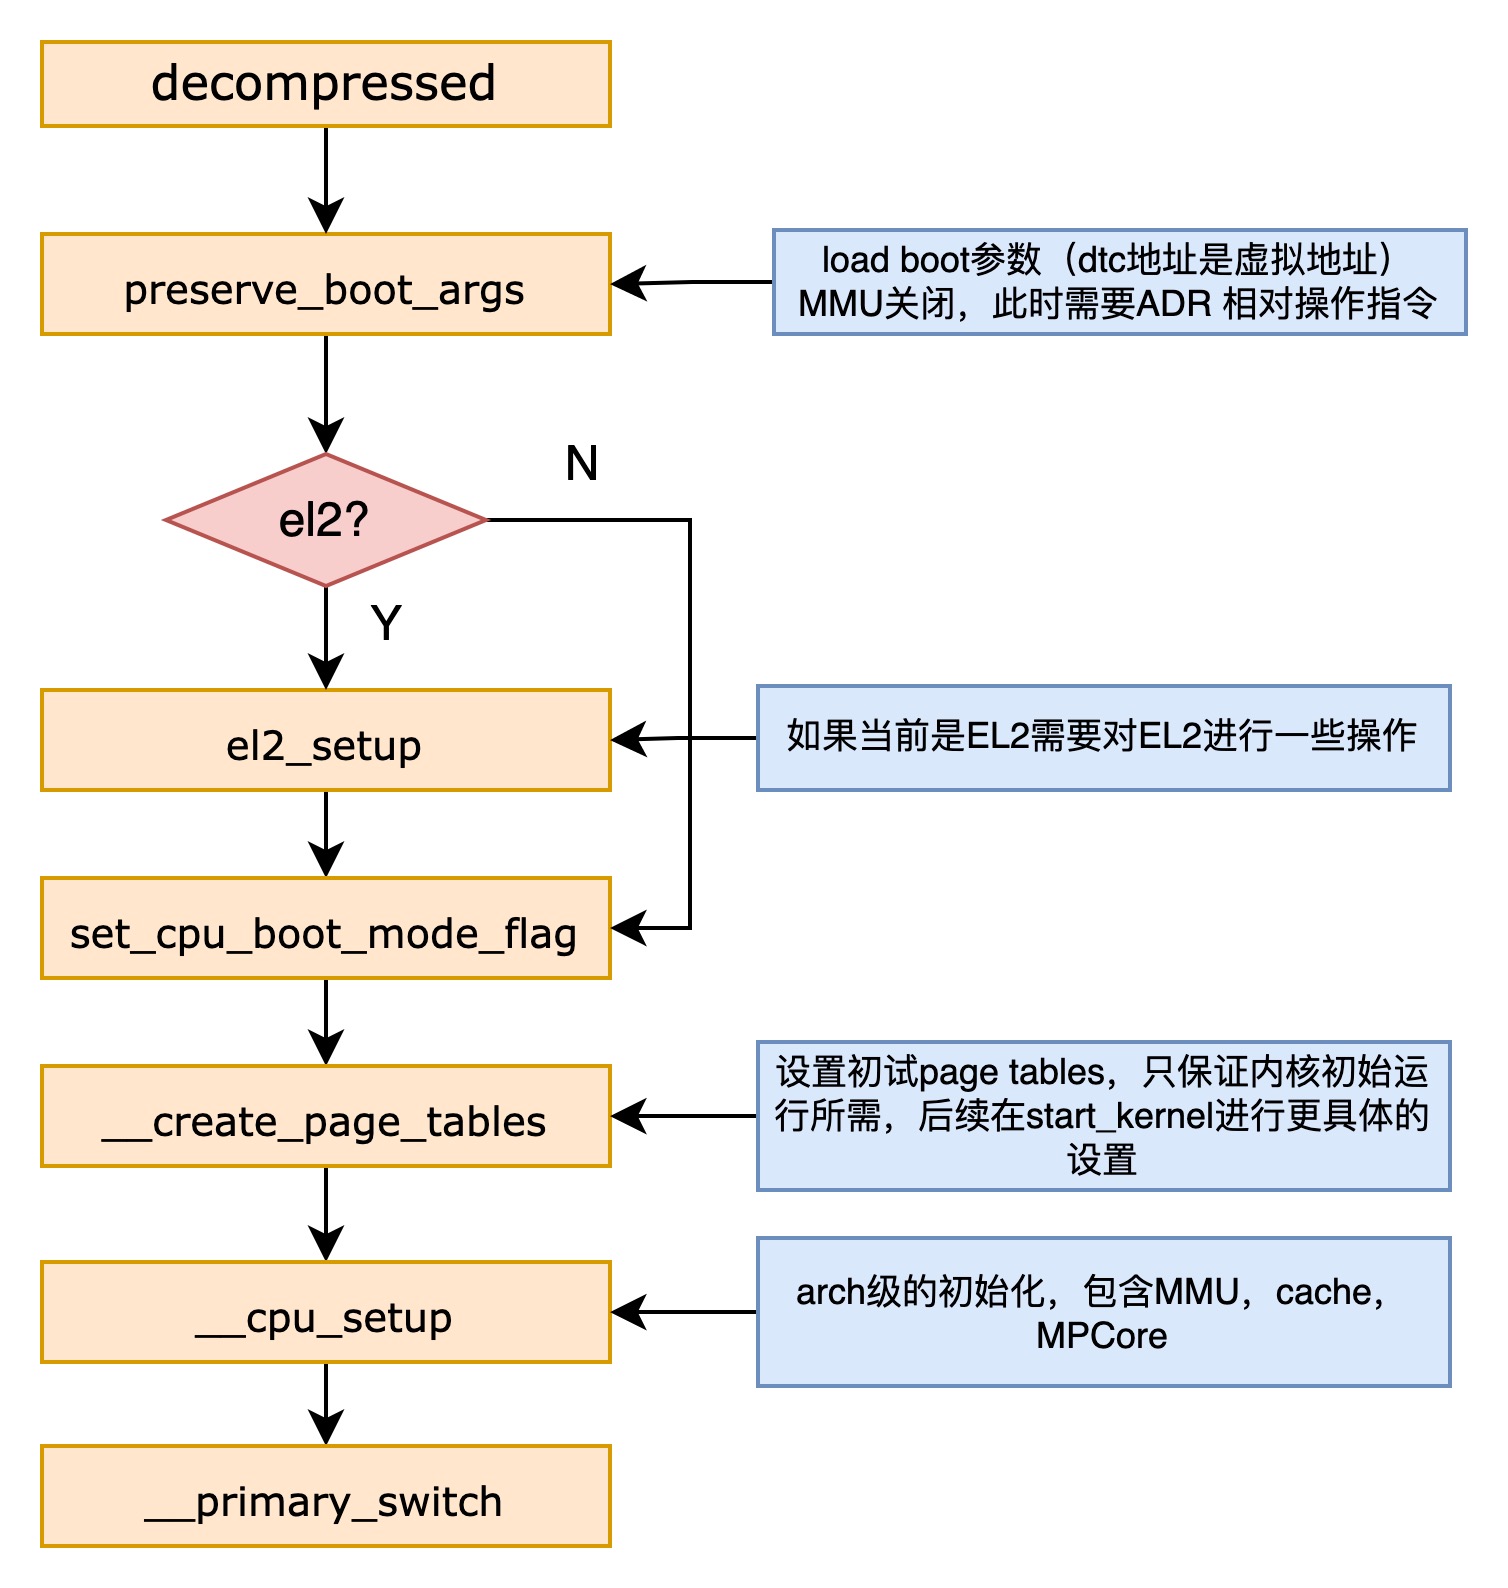 decompressed
preserve_boot_args
load boot参数（dtc地址是虚拟地址）
MMU关闭，此时需要ADR 相对操作指令
N
el2?
Y
el2_setup
如果当前是EL2需要对EL2进行一些操作
set_cpu_boot_mode_flag
__create_page_tables
设置初试page tables，只保证内核初始运
行所需，后续在start_kernel进行更具体的
设置
__cpu_setup
arch级的初始化，包含MMU，cache，
MPCore
__primary_switch